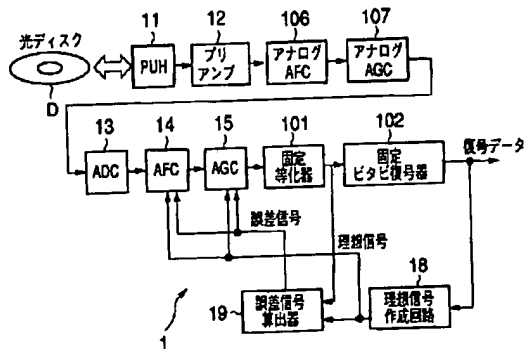 光ディスク
D
11
PUH
12
プリ
アンプ
106
アナログ
AFC
107
アナログ
AGC
13
ADC
14
AFC
15
AGC
101
固定
等化器
102
固定
ビタビ復号器
復号データ
誤差信号
理想信号
19
誤差信号
算出器
18
理想信号
作成回路
1